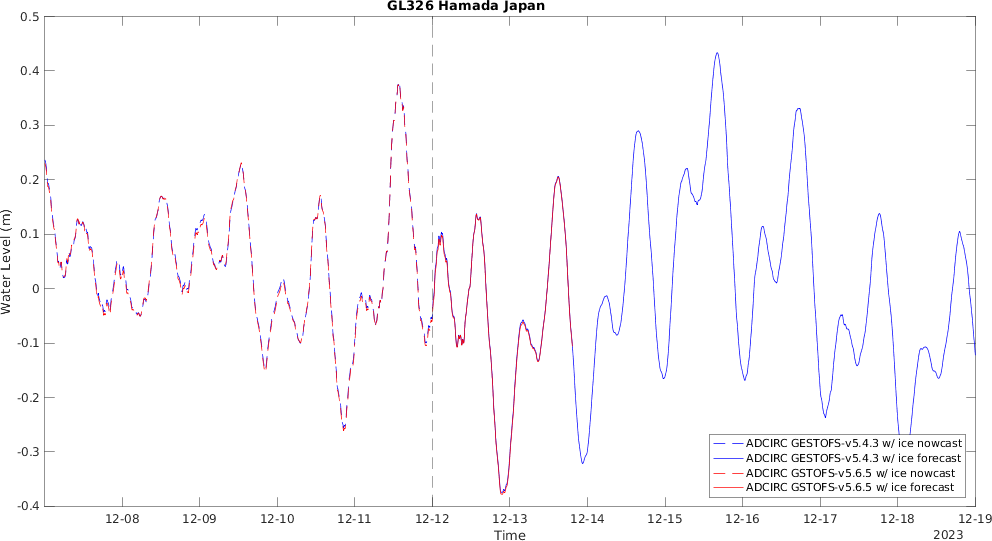 GL326 Hamada Japan
0.5
0.4
0.3
0.2
0.1
0
-0.1
-0.2
-0.3
-0.4
Water Level (m)
ADCIRC GESTOFS-v5.4.3 w/ ice nowcast
ADCIRC GESTOFS-v5.4.3 w/ ice forecast
ADCIRC GSTOFS-v5.6.5 w/ ice nowcast
ADCIRC GSTOFS-v5.6.5 w/ ice forecast
12-08 12-09 12-10 12-11 12-12 12-13 12-14 12-15 12-16 12-17 12-18 12-19
Time
2023